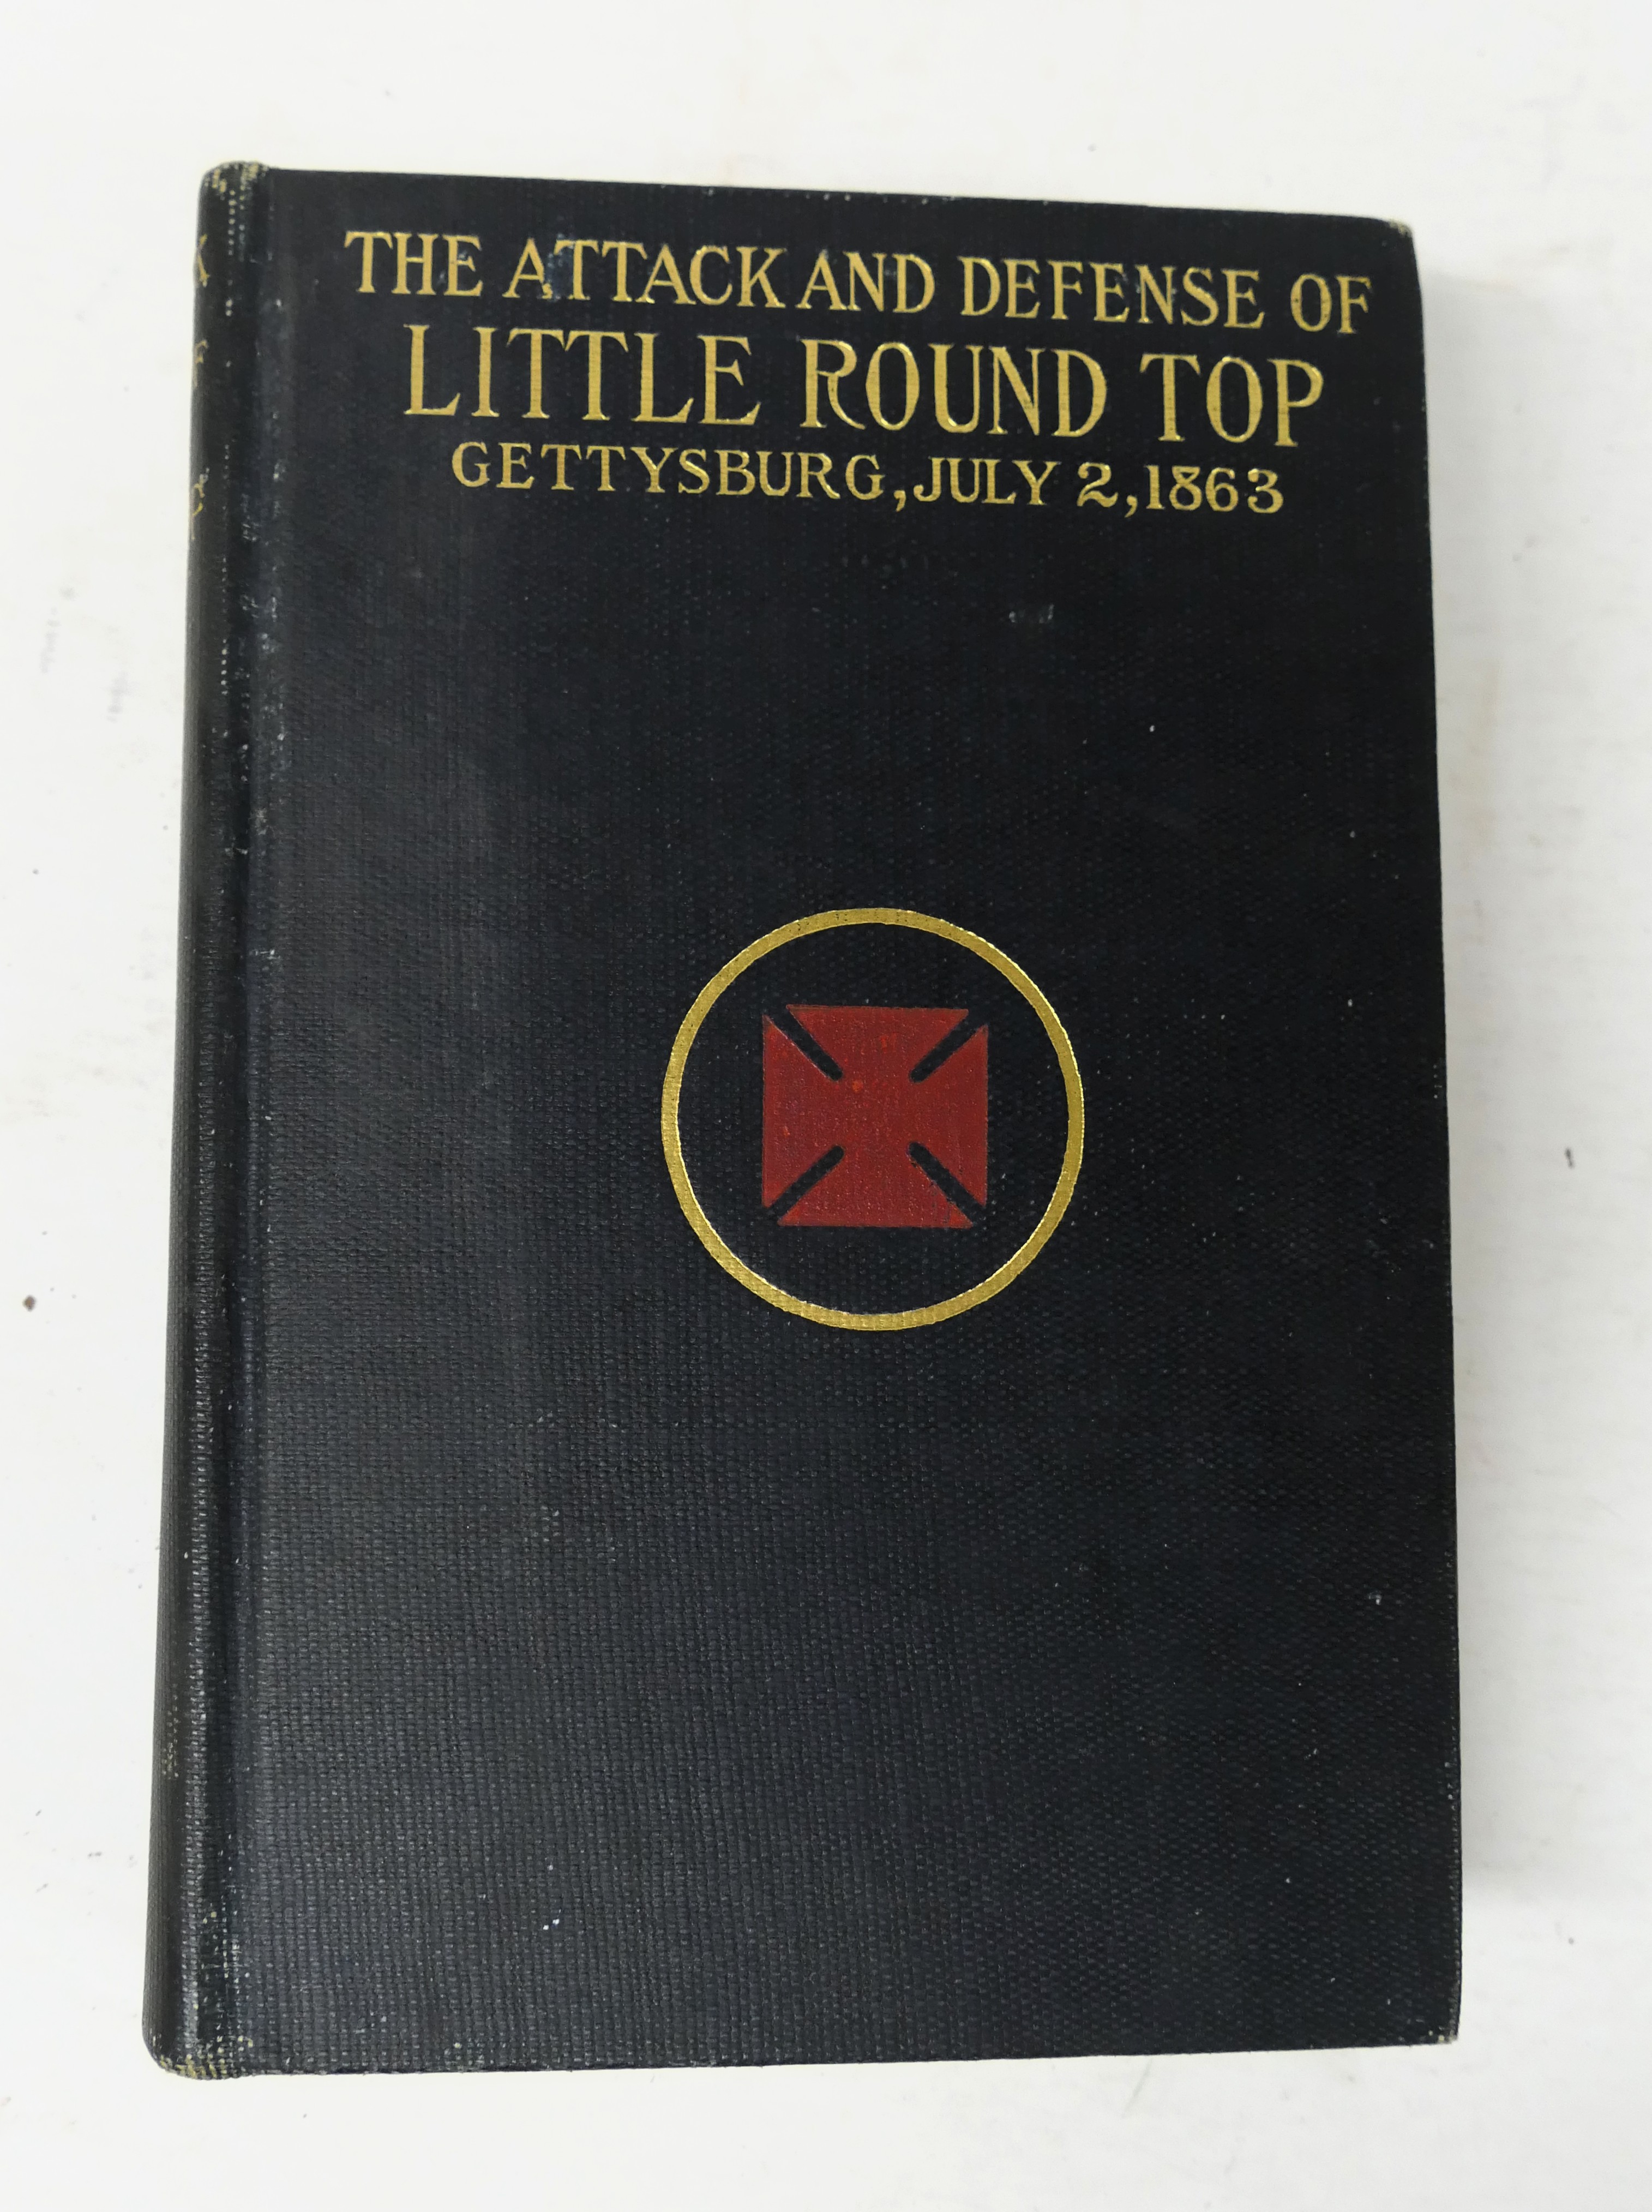 THE ATTACK AND DEFENSE OF
LITTLE ROUND TOP
GETTYSBURG, JULY 2, 1863